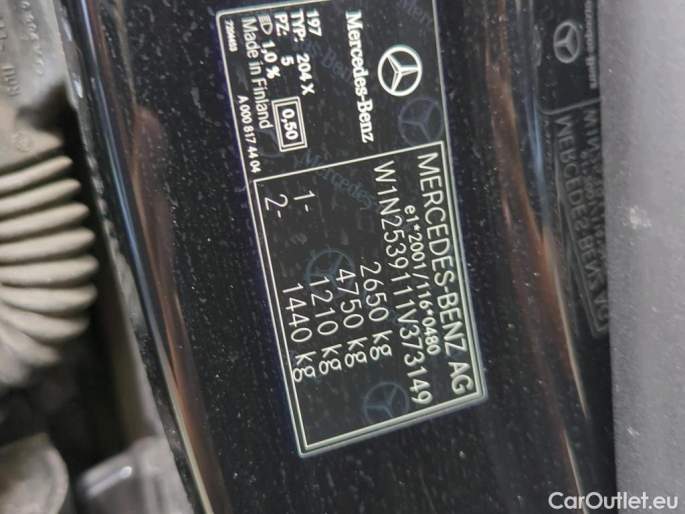 Mercedes-Benz
197
TYP: 204 X
PZ: 5
1,0 %
0,50
Made in Finland
A 000 817 44 04
MERCEDES-BENZ AG
e1*2001/116*0480
W1N2539111V373149
2650 kg
4750 kg
1- 1210 kg
2- 1440 kg
CarOutlet.eu